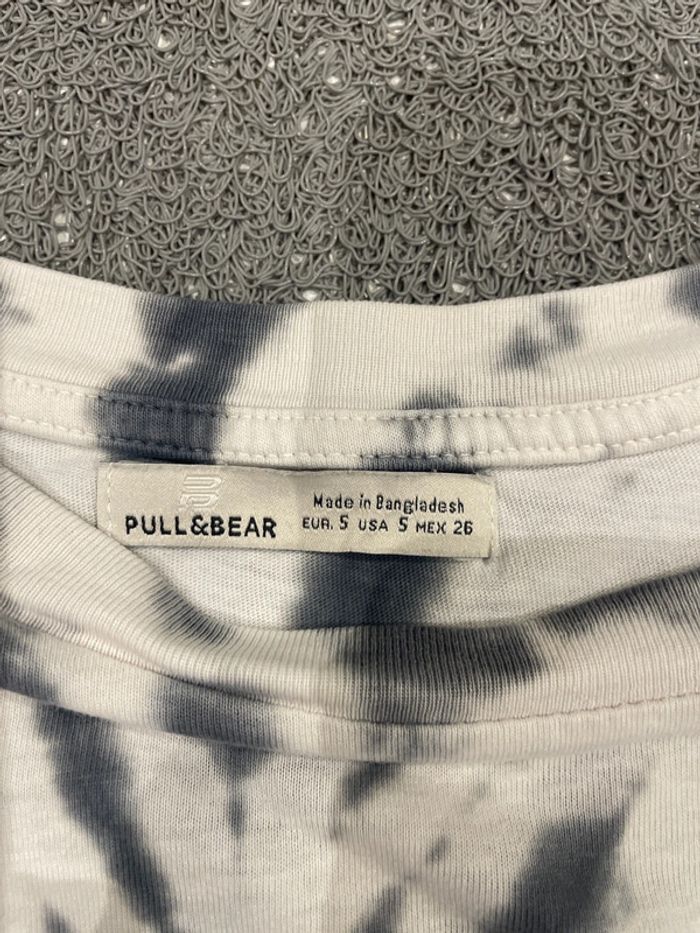 PULL&BEAR
Made in Bangladesh
EUR. S USA S MEX 26